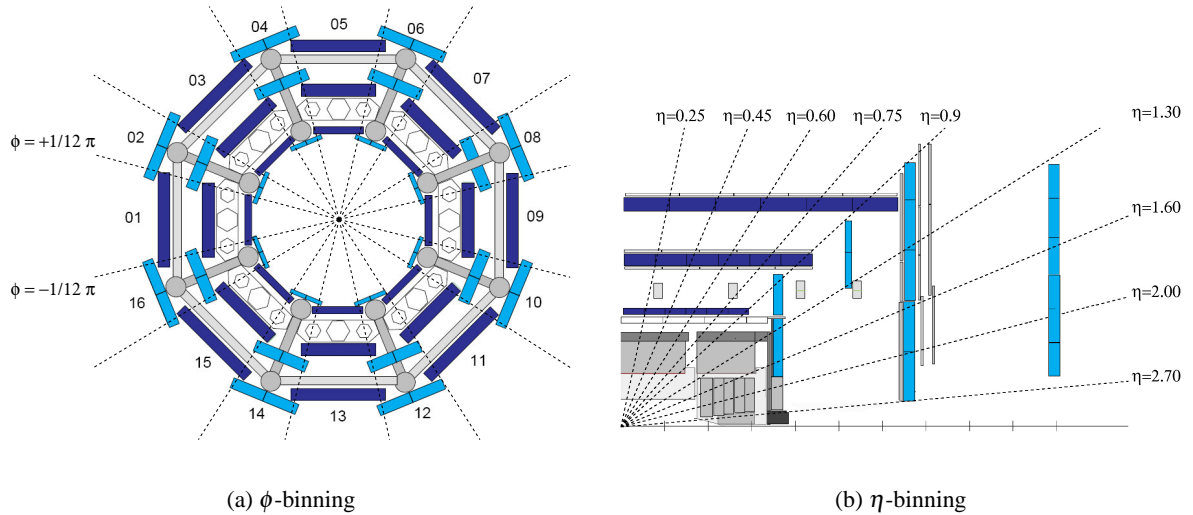 04 05 06
03 07
02 08
ϕ = +1/12 π
01 09
ϕ = −1/12 π
16 10
15 11
14 13 12
(a) ϕ-binning
η=0.25 η=0.45 η=0.60 η=0.75 η=0.9 η=1.30
η=1.60
η=2.00
η=2.70
(b) η-binning